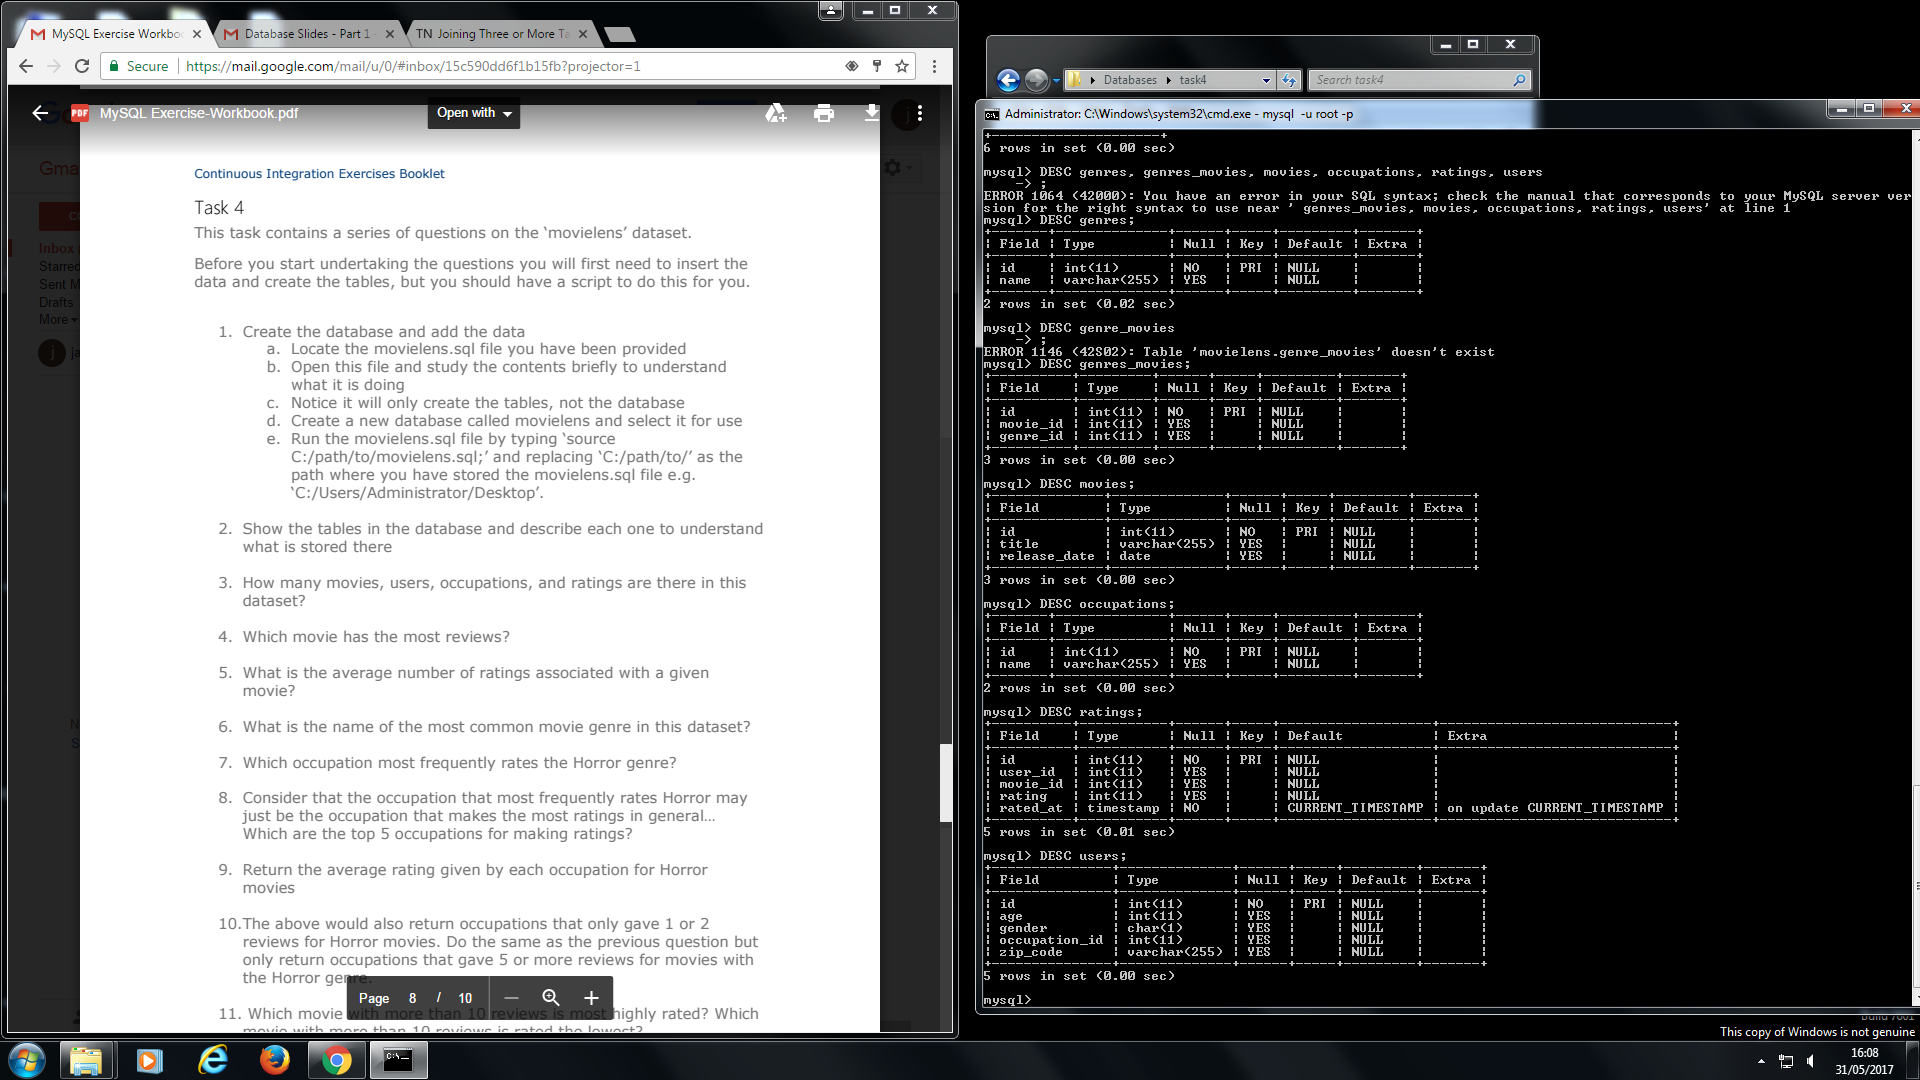 MySQL Exercise Workbo
Database Slides - Part 1
TN Joining Three or More Ta
Secure
https://mail.google.com/mail/u/0/#inbox/15c590dd6f1b15fb?projector=1
MySQL Exercise-Workbook.pdf
Open with
Inbox
Starred
Sent M
Drafts
More
Continuous Integration Exercises Booklet
Task 4
This task contains a series of questions on the ‘movielens’ dataset.
Before you start undertaking the questions you will first need to insert the
data and create the tables, but you should have a script to do this for you.
1. Create the database and add the data
a. Locate the movielens.sql file you have been provided
b. Open this file and study the contents briefly to understand
what it is doing
c. Notice it will only create the tables, not the database
d. Create a new database called movielens and select it for use
e. Run the movielens.sql file by typing ‘source
C:/path/to/movielens.sql;’ and replacing ‘C:/path/to/’ as the
path where you have stored the movielens.sql file e.g.
‘C:/Users/Administrator/Desktop’.
2. Show the tables in the database and describe each one to understand
what is stored there
3. How many movies, users, occupations, and ratings are there in this
dataset?
4. Which movie has the most reviews?
5. What is the average number of ratings associated with a given
movie?
6. What is the name of the most common movie genre in this dataset?
7. Which occupation most frequently rates the Horror genre?
8. Consider that the occupation that most frequently rates Horror may
just be the occupation that makes the most ratings in general…
Which are the top 5 occupations for making ratings?
9. Return the average rating given by each occupation for Horror
movies
10.The above would also return occupations that only gave 1 or 2
reviews for Horror movies. Do the same as the previous question but
only return occupations that gave 5 or more reviews for movies with
the Horror genre.
11. Which movie with more than 10 reviews is most highly rated? Which
movie with more than 10 reviews is rated the lowest?
Page 8 / 10
Databases
task4
Search task4
Administrator: C:\Windows\system32\cmd.exe - mysql -u root -p
6 rows in set (0.00 sec)
mysql> DESC genres, genres_movies, movies, occupations, ratings, users
-> ;
ERROR 1064 (42000): You have an error in your SQL syntax; check the manual that corresponds to your MySQL server ver
sion for the right syntax to use near ' genres_movies, movies, occupations, ratings, users' at line 1
mysql> DESC genres;
| Field | Type | Null | Key | Default | Extra |
| id | int(11) | NO | PRI | NULL | |
| name | varchar(255) | YES | | NULL | |
2 rows in set (0.02 sec)
mysql> DESC genre_movies
-> ;
ERROR 1146 (42S02): Table 'movielens.genre_movies' doesn't exist
mysql> DESC genres_movies;
| Field | Type | Null | Key | Default | Extra |
| id | int(11) | NO | PRI | NULL | |
| movie_id | int(11) | YES | | NULL | |
| genre_id | int(11) | YES | | NULL | |
3 rows in set (0.00 sec)
mysql> DESC movies;
| Field | Type | Null | Key | Default | Extra |
| id | int(11) | NO | PRI | NULL | |
| title | varchar(255) | YES | | NULL | |
| release_date | date | YES | | NULL | |
3 rows in set (0.00 sec)
mysql> DESC occupations;
| Field | Type | Null | Key | Default | Extra |
| id | int(11) | NO | PRI | NULL | |
| name | varchar(255) | YES | | NULL | |
2 rows in set (0.00 sec)
mysql> DESC ratings;
| Field | Type | Null | Key | Default | Extra |
| id | int(11) | NO | PRI | NULL | |
| user_id | int(11) | YES | | NULL | |
| movie_id | int(11) | YES | | NULL | |
| rating | int(11) | YES | | NULL | |
| rated_at | timestamp | NO | | CURRENT_TIMESTAMP | on update CURRENT_TIMESTAMP |
5 rows in set (0.01 sec)
mysql> DESC users;
| Field | Type | Null | Key | Default | Extra |
| id | int(11) | NO | PRI | NULL | |
| age | int(11) | YES | | NULL | |
| gender | char(1) | YES | | NULL | |
| occupation_id | int(11) | YES | | NULL | |
| zip_code | varchar(255) | YES | | NULL | |
5 rows in set (0.00 sec)
mysql>
Build 7601
This copy of Windows is not genuine
16:08
31/05/2017